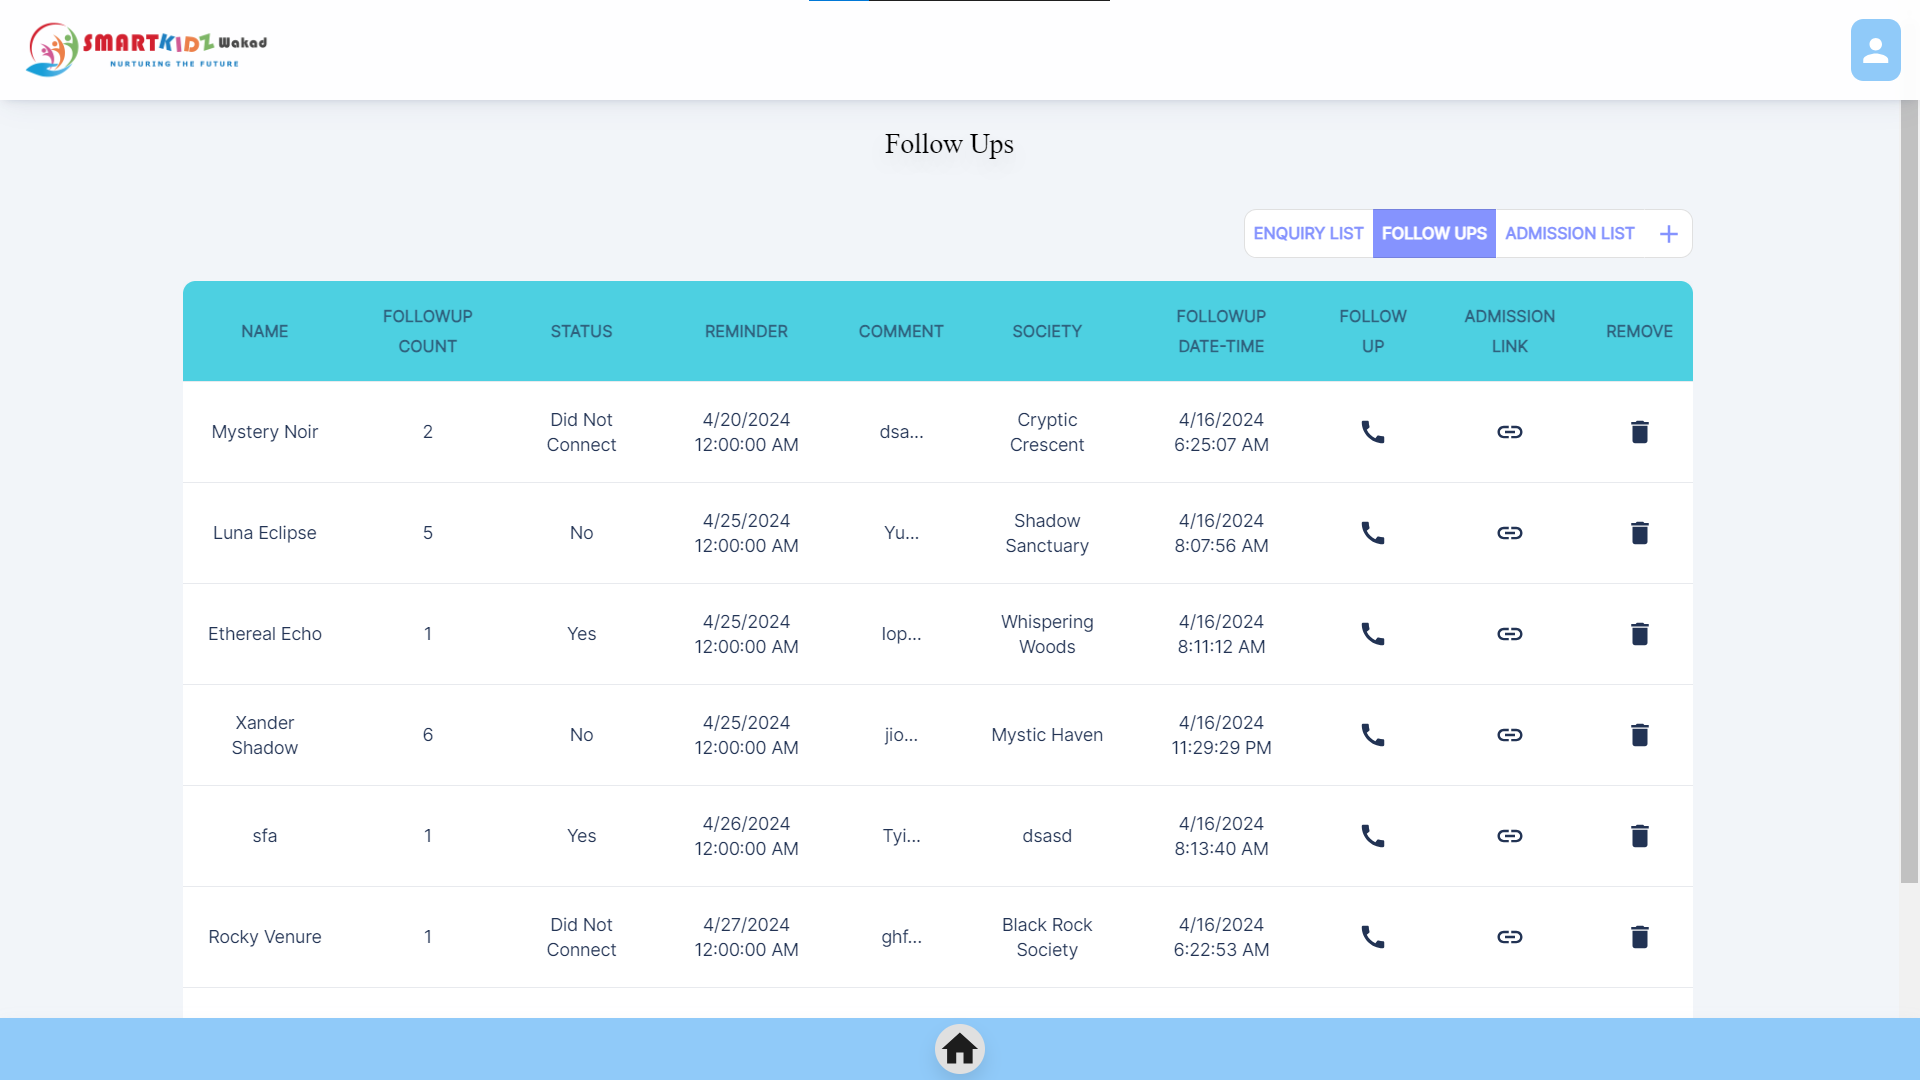 SMARTKIDZ Wakad
NURTURING THE FUTURE
Follow Ups
ENQUIRY LIST FOLLOW UPS ADMISSION LIST +
NAME FOLLOWUP COUNT STATUS REMINDER COMMENT SOCIETY FOLLOWUP DATE-TIME FOLLOW UP ADMISSION LINK REMOVE
Mystery Noir 2 Did Not Connect 4/20/2024 12:00:00 AM dsa... Cryptic Crescent 4/16/2024 6:25:07 AM
Luna Eclipse 5 No 4/25/2024 12:00:00 AM Yu... Shadow Sanctuary 4/16/2024 8:07:56 AM
Ethereal Echo 1 Yes 4/25/2024 12:00:00 AM lop... Whispering Woods 4/16/2024 8:11:12 AM
Xander Shadow 6 No 4/25/2024 12:00:00 AM jio... Mystic Haven 4/16/2024 11:29:29 PM
sfa 1 Yes 4/26/2024 12:00:00 AM Tyi... dsasd 4/16/2024 8:13:40 AM
Rocky Venure 1 Did Not Connect 4/27/2024 12:00:00 AM ghf... Black Rock Society 4/16/2024 6:22:53 AM